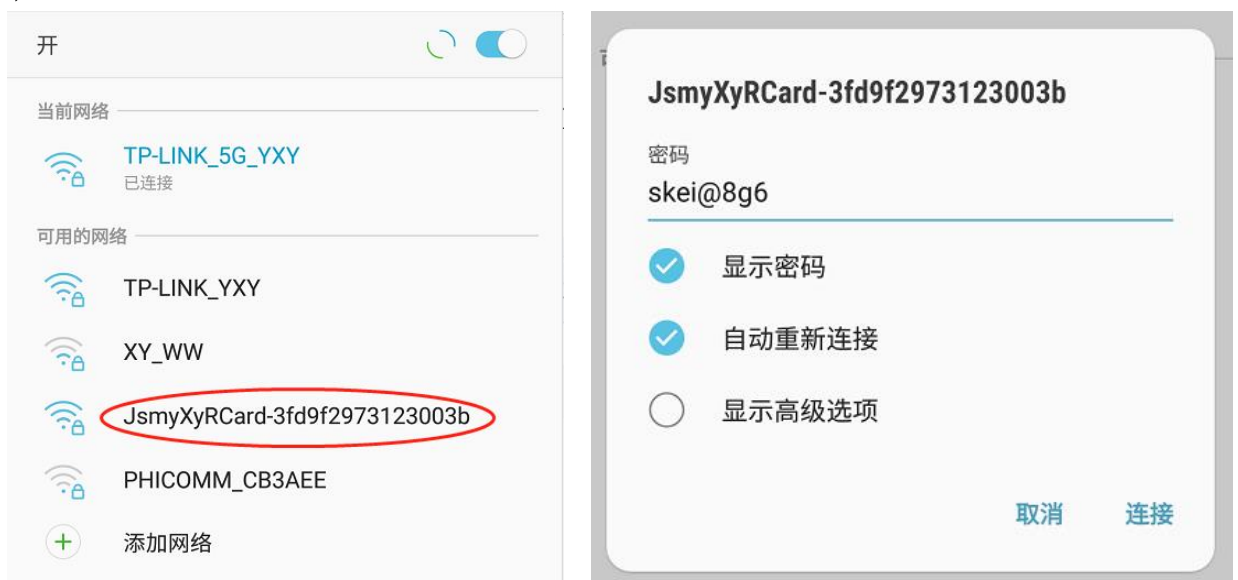 开
当前网络
TP-LINK_5G_YXY
已连接
可用的网络
TP-LINK_YXY
XY_WW
JsmyXyRCard-3fd9f2973123003b
PHICOMM_CB3AEE
添加网络
JsmyXyRCard-3fd9f2973123003b
密码
skei@8g6
显示密码
自动重新连接
显示高级选项
取消 连接